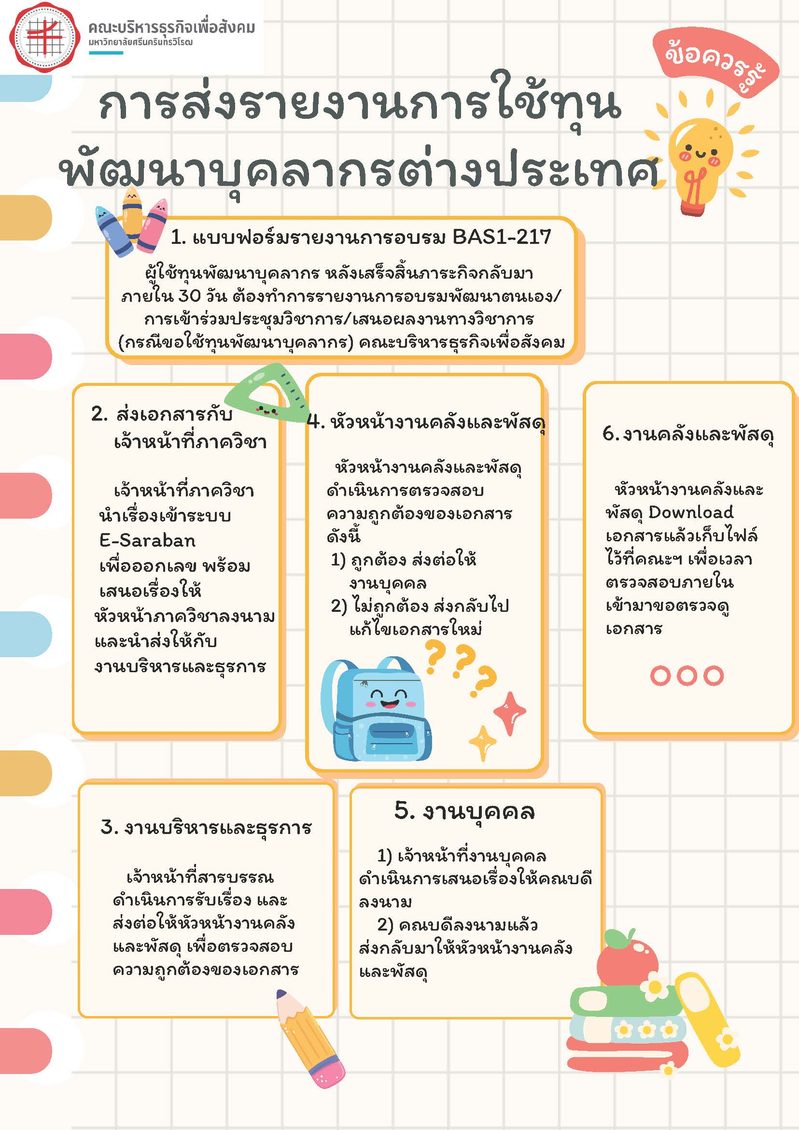 คณะบริหารธุรกิจเพื่อสังคม
มหาวิทยาลัยศรีนครินทรวิโรฒ
ข้อควรรู้
การส่งรายงานการใช้ทุน
พัฒนาบุคลากรต่างประเทศ
1. แบบฟอร์มรายงานการอบรม BAS1-217
ผู้ใช้ทุนพัฒนาบุคลากร หลังเสร็จสิ้นภาระกิจกลับมา
ภายใน 30 วัน ต้องทำการรายงานการอบรมพัฒนาตนเอง/
การเข้าร่วมประชุมวิชาการ/เสนอผลงานทางวิชาการ
(กรณีขอใช้ทุนพัฒนาบุคลากร) คณะบริหารธุรกิจเพื่อสังคม
2. ส่งเอกสารกับ
เจ้าหน้าที่ภาควิชา
เจ้าหน้าที่ภาควิชา
นำเรื่องเข้าระบบ
E-Saraban
เพื่อออกเลข พร้อม
เสนอเรื่องให้
หัวหน้าภาควิชาลงนาม
และนำส่งให้กับ
งานบริหารและธุรการ
3. งานบริหารและธุรการ
เจ้าหน้าที่สารบรรณ
ดำเนินการรับเรื่อง และ
ส่งต่อให้หัวหน้างานคลัง
และพัสดุ เพื่อตรวจสอบ
ความถูกต้องของเอกสาร
4. หัวหน้างานคลังและพัสดุ
หัวหน้างานคลังและพัสดุ
ดำเนินการตรวจสอบ
ความถูกต้องของเอกสาร
ดังนี้
1) ถูกต้อง ส่งต่อให้
งานบุคคล
2) ไม่ถูกต้อง ส่งกลับไป
แก้ไขเอกสารใหม่
5. งานบุคคล
1) เจ้าหน้าที่งานบุคคล
ดำเนินการเสนอเรื่องให้คณบดี
ลงนาม
2) คณบดีลงนามแล้ว
ส่งกลับมาให้หัวหน้างานคลัง
และพัสดุ
6. งานคลังและพัสดุ
หัวหน้างานคลังและ
พัสดุ Download
เอกสารแล้วเก็บไฟล์
ไว้ที่คณะฯ เพื่อเวลา
ตรวจสอบภายใน
เข้ามาขอตรวจดู
เอกสาร